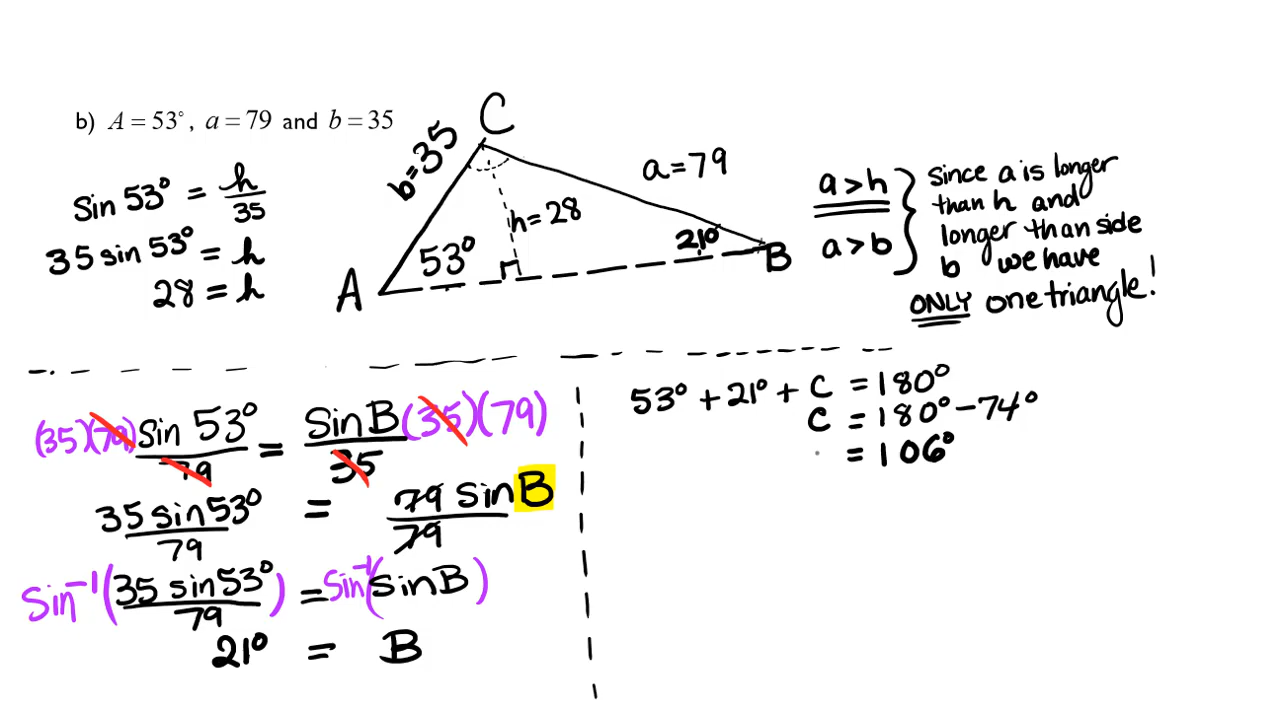 b) A = 53°, a = 79 and b = 35
Sin 53° = h/35
35 sin 53° = h
28 = h
C
b=35
a = 79
h = 28
53°
21°
A
B
a > h
a > b
Since a is longer
than h and
longer than side
b we have
ONLY one triangle!
(35)(79) Sin 53°/79 = Sin B/35 (35)(79)
35 sin 53°/79 = 79 sin B/79
Sin⁻¹(35 sin 53°/79) = Sin⁻¹(sin B)
21° = B
53° + 21° + C = 180°
C = 180° - 74°
= 106°